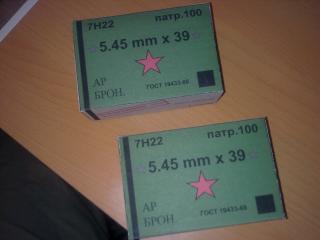 7Н22 патр.100
5.45 mm x 39
АР
БРОН.
ГОСТ 19433-88
7Н22 патр.100
5.45 mm x 39
АР
БРОН.
ГОСТ 19433-88